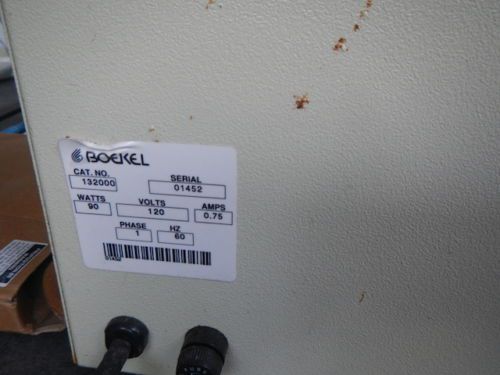 BOEKEL
CAT. NO. SERIAL
132000 01452
WATTS VOLTS AMPS
90 120 0.75
PHASE HZ
1 60